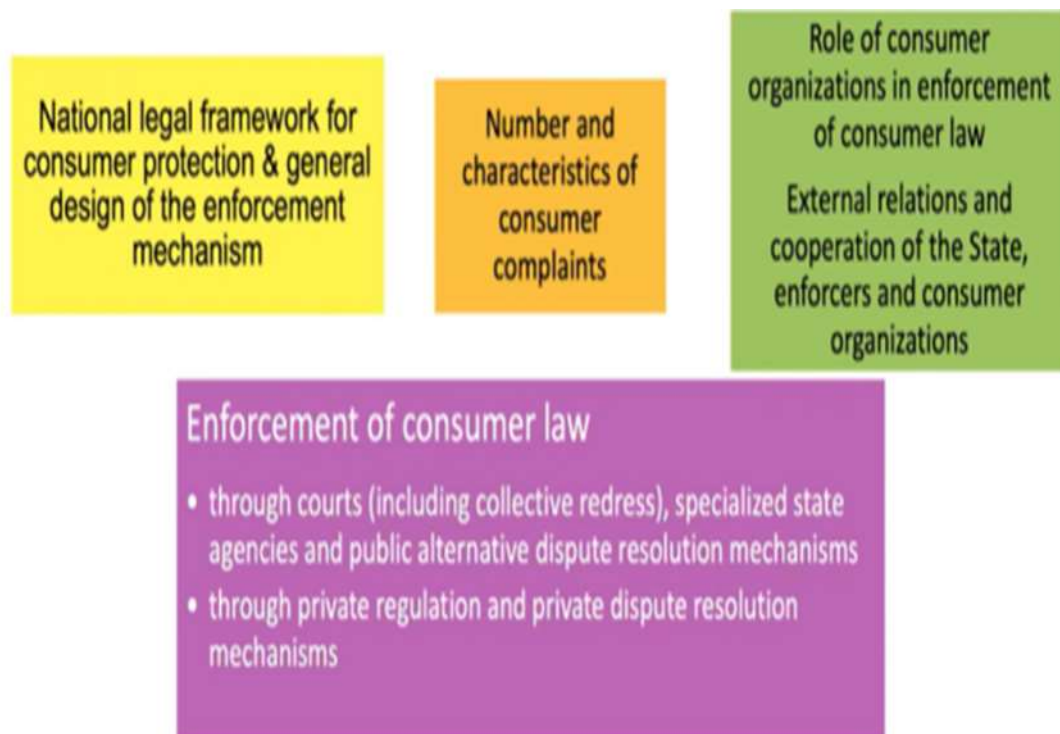 National legal framework for
consumer protection & general
design of the enforcement
mechanism
Number and
characteristics of
consumer
complaints
Role of consumer
organizations in enforcement
of consumer law
External relations and
cooperation of the State,
enforcers and consumer
organizations
Enforcement of consumer law
• through courts (including collective redress), specialized state
agencies and public alternative dispute resolution mechanisms
• through private regulation and private dispute resolution
mechanisms